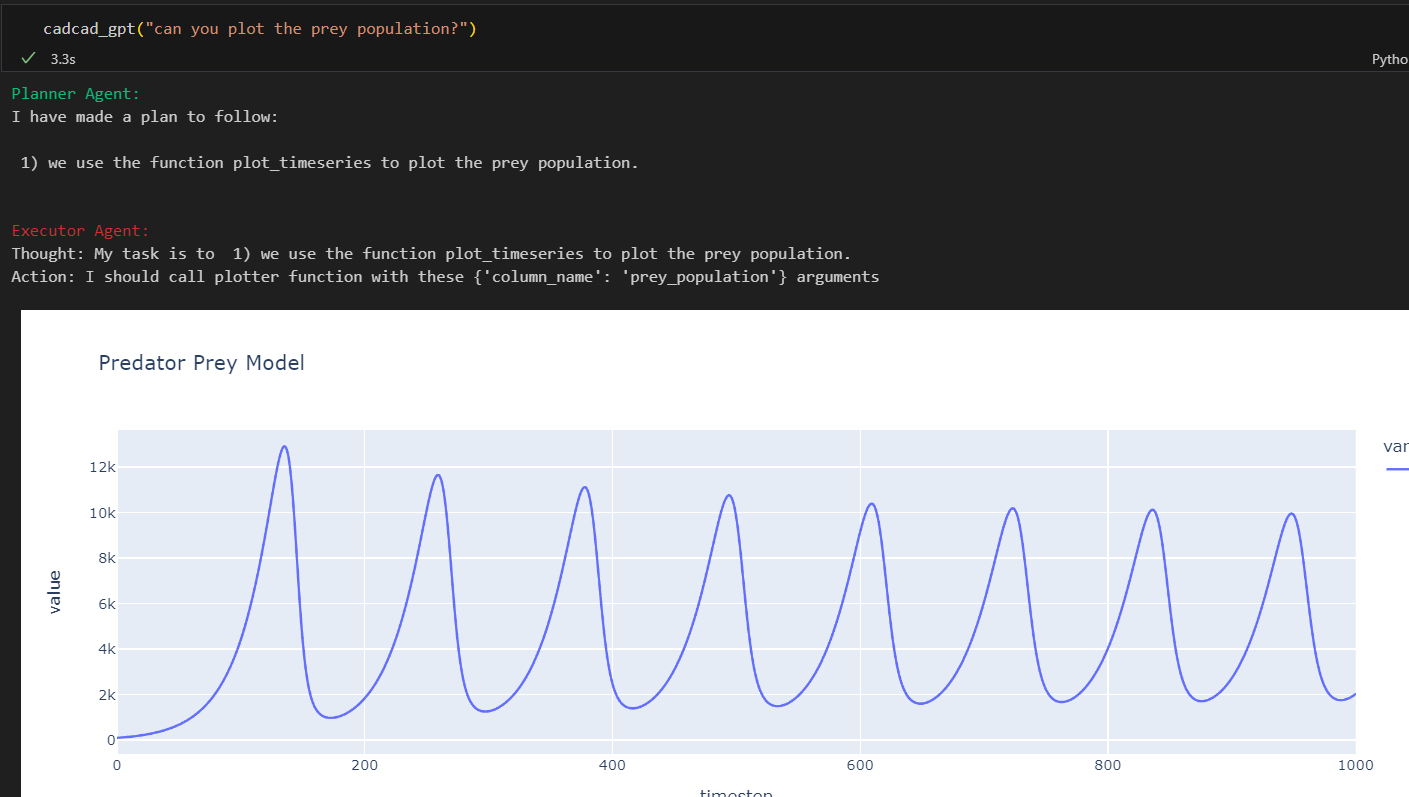 cadcad_gpt("can you plot the prey population?")
3.3s
Planner Agent:
I have made a plan to follow:
1) we use the function plot_timeseries to plot the prey population.
Executor Agent:
Thought: My task is to  1) we use the function plot_timeseries to plot the prey population.
Action: I should call plotter function with these {'column_name': 'prey_population'} arguments
Predator Prey Model
12k
10k
8k
6k
4k
2k
0
value
0 200 400 600 800 1000
timestep